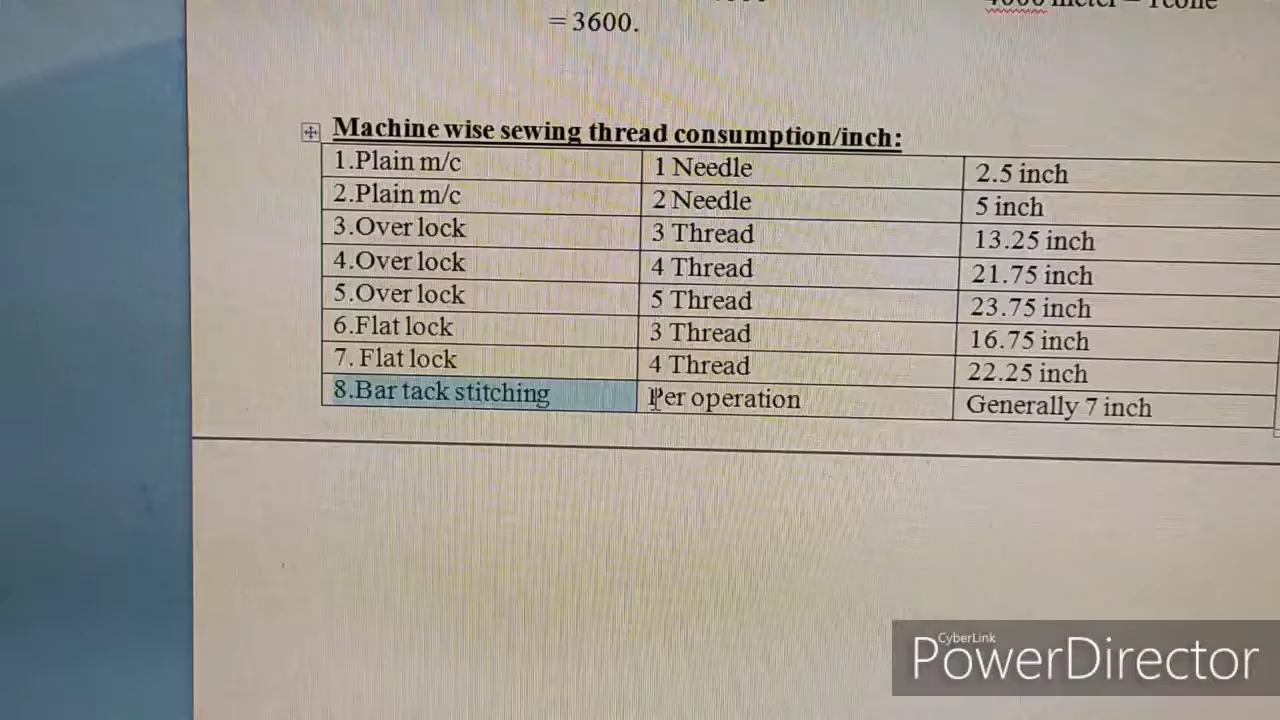 = 3600.
Machine wise sewing thread consumption/inch:
1.Plain m/c 1 Needle 2.5 inch
2.Plain m/c 2 Needle 5 inch
3.Over lock 3 Thread 13.25 inch
4.Over lock 4 Thread 21.75 inch
5.Over lock 5 Thread 23.75 inch
6.Flat lock 3 Thread 16.75 inch
7. Flat lock 4 Thread 22.25 inch
8.Bar tack stitching Per operation Generally 7 inch
CyberLink
PowerDirector